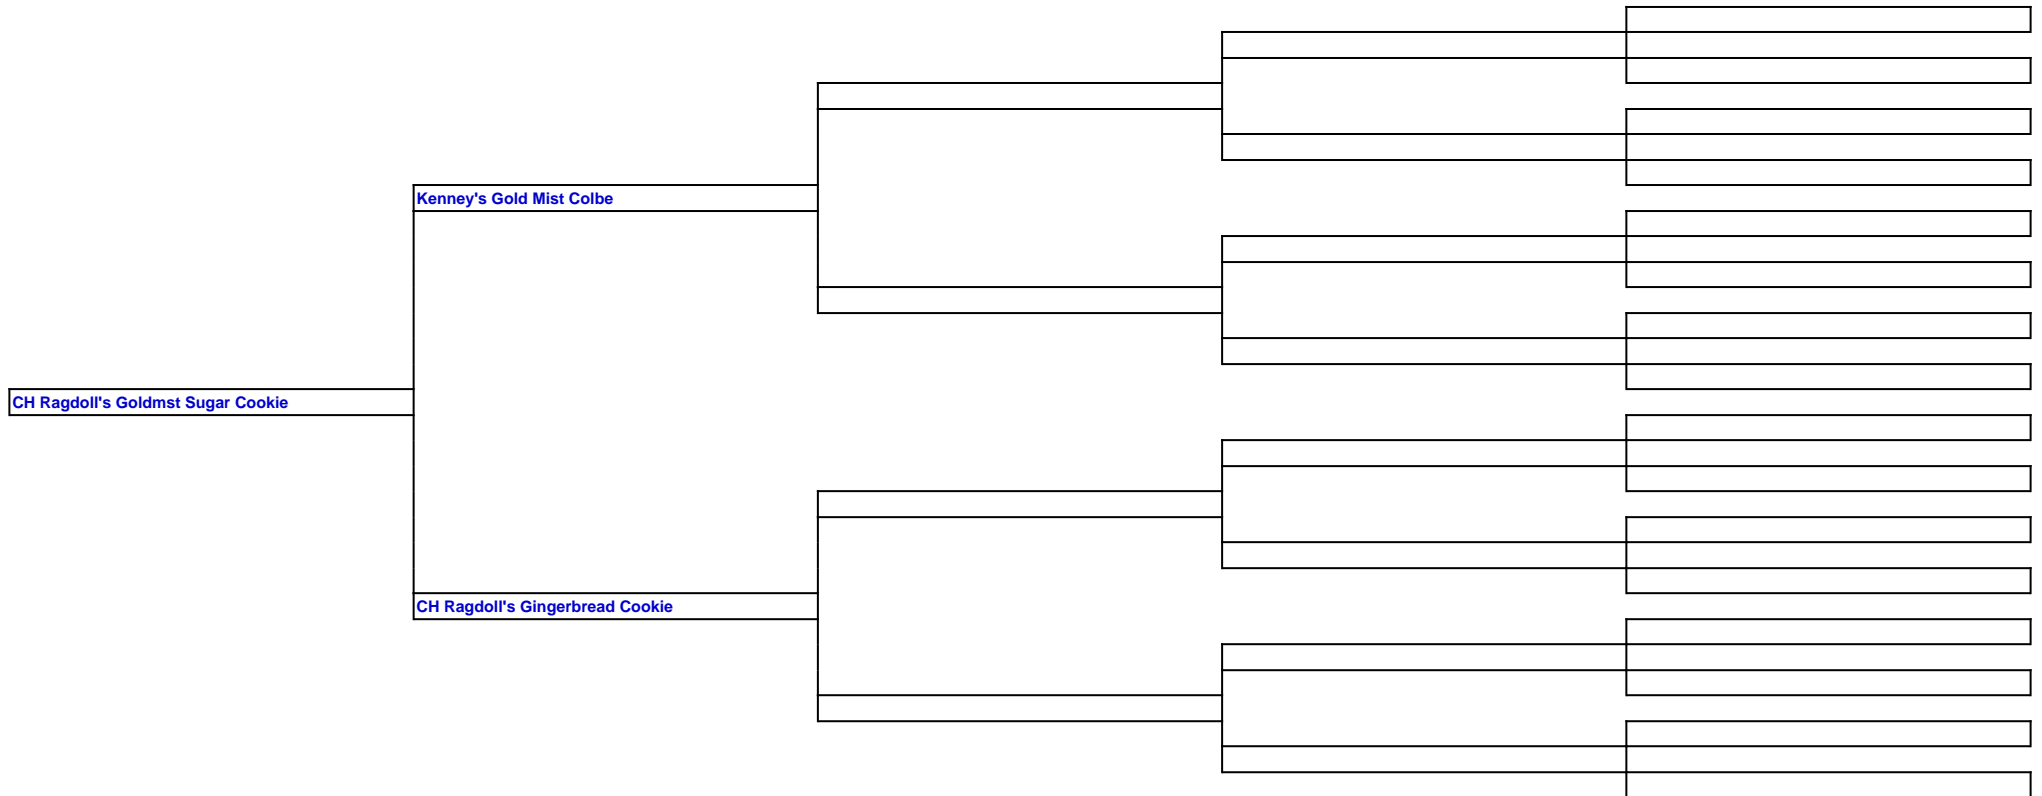 Kenney's Gold Mist Colbe
CH Ragdoll's Goldmst Sugar Cookie
CH Ragdoll's Gingerbread Cookie